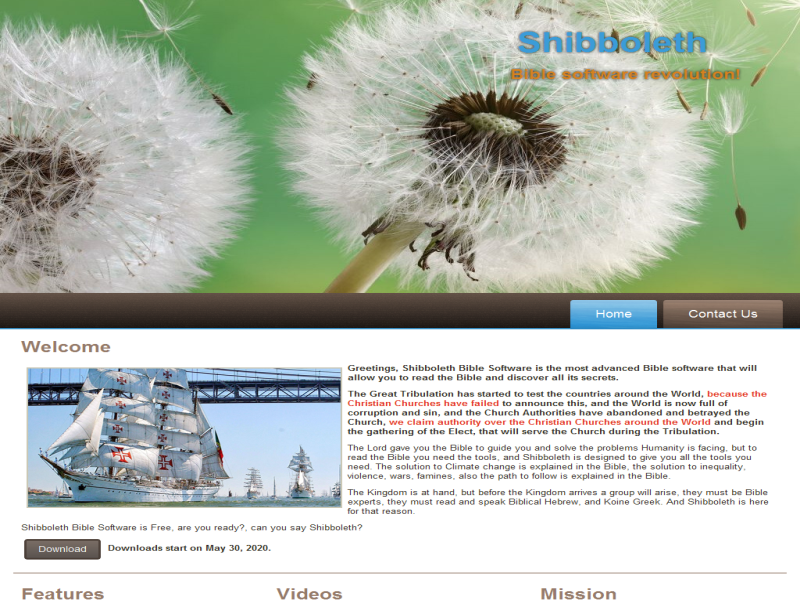 Shibboleth
Bible software revolution!
Home
Contact Us
Welcome
Greetings, Shibboleth Bible Software is the most advanced Bible software that will
allow you to read the Bible and discover all its secrets.
The Great Tribulation has started to test the countries around the World, because the
Christian Churches have failed to announce this, and the World is now full of
corruption and sin, and the Church Authorities have abandoned and betrayed the
Church, we claim authority over the Christian Churches around the World and begin
the gathering of the Elect, that will serve the Church during the Tribulation.
The Lord gave you the Bible to guide you and solve the problems Humanity is facing, but to
read the Bible you need the tools, and Shibboleth is designed to give you all the tools you
need. The solution to Climate change is explained in the Bible, the solution to inequality,
violence, wars, famines, also the path to follow is explained in the Bible.
The Kingdom is at hand, but before the Kingdom arrives a group will arise, they must be Bible
experts, they must read and speak Biblical Hebrew, and Koine Greek. And Shibboleth is here
for that reason.
Shibboleth Bible Software is Free, are you ready?, can you say Shibboleth?
Download
Downloads start on May 30, 2020.
Features
Videos
Mission